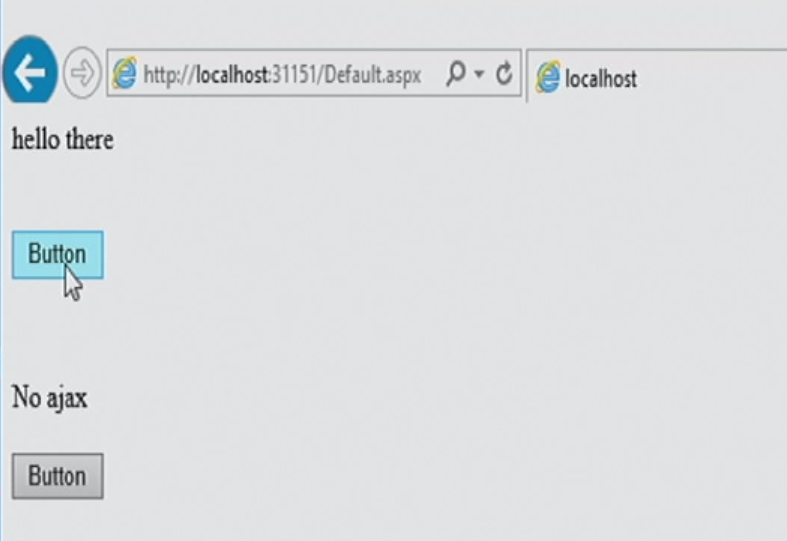 http://localhost:31151/Default.aspx
localhost
hello there
Button
No ajax
Button